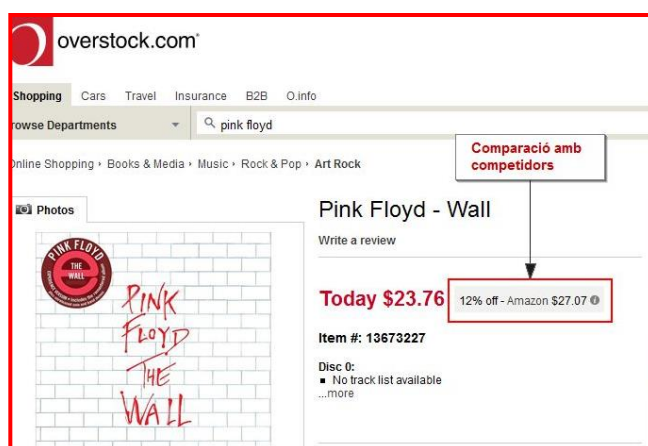 overstock.com
Shopping Cars Travel Insurance B2B O.info
rowse Departments pink floyd
Online Shopping › Books & Media › Music › Rock & Pop › Art Rock
Comparació amb
competidors
Photos
Pink Floyd - Wall
Write a review
PINK FLOYD
THE
WALL
PINK
FLOYD
THE
WALL
Today $23.76 12% off - Amazon $27.07
Item #: 13673227
Disc 0:
▪ No track list available
...more